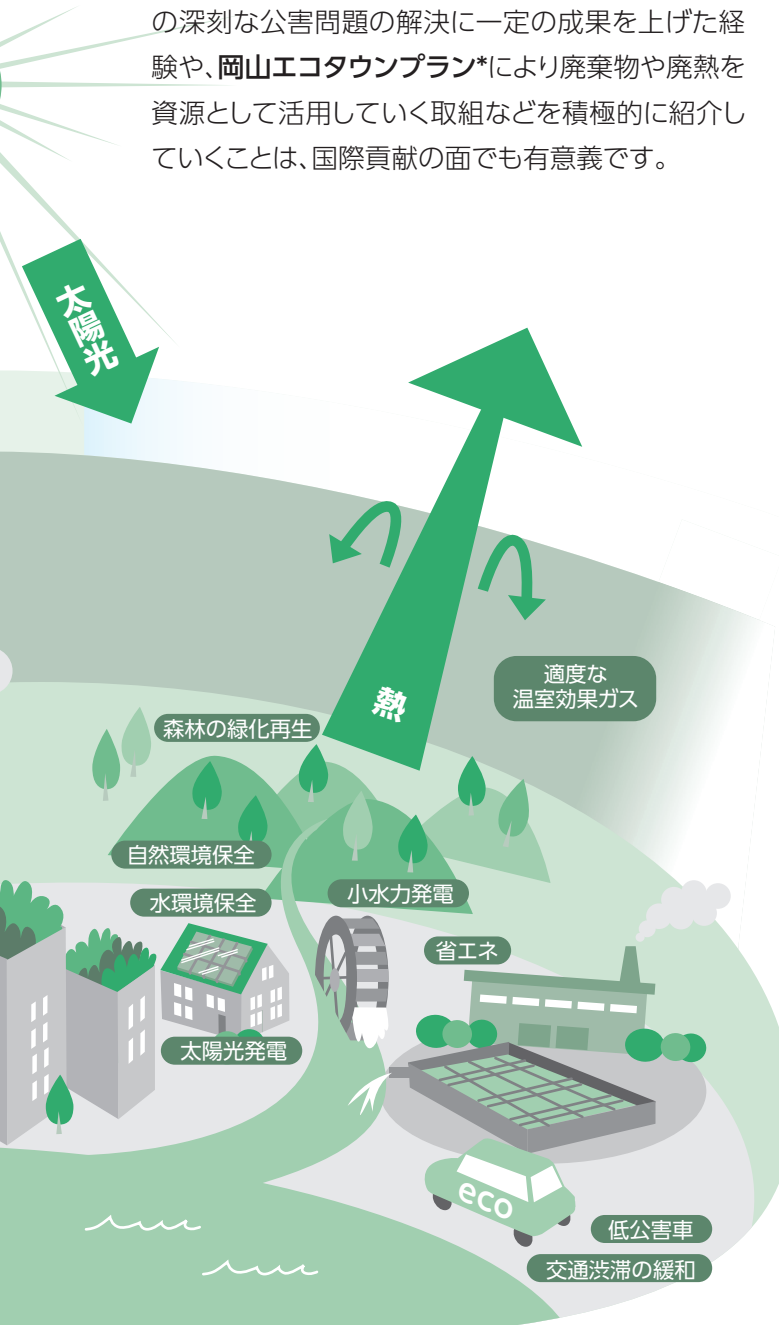 の深刻な公害問題の解決に一定の成果を上げた経
験や、岡山エコタウンプラン*により廃棄物や廃熱を
資源として活用していく取組などを積極的に紹介し
ていくことは、国際貢献の面でも有意義です。
太陽光
熱
適度な
温室効果ガス
森林の緑化再生
自然環境保全
水環境保全
小水力発電
省エネ
太陽光発電
eco
低公害車
交通渋滞の緩和